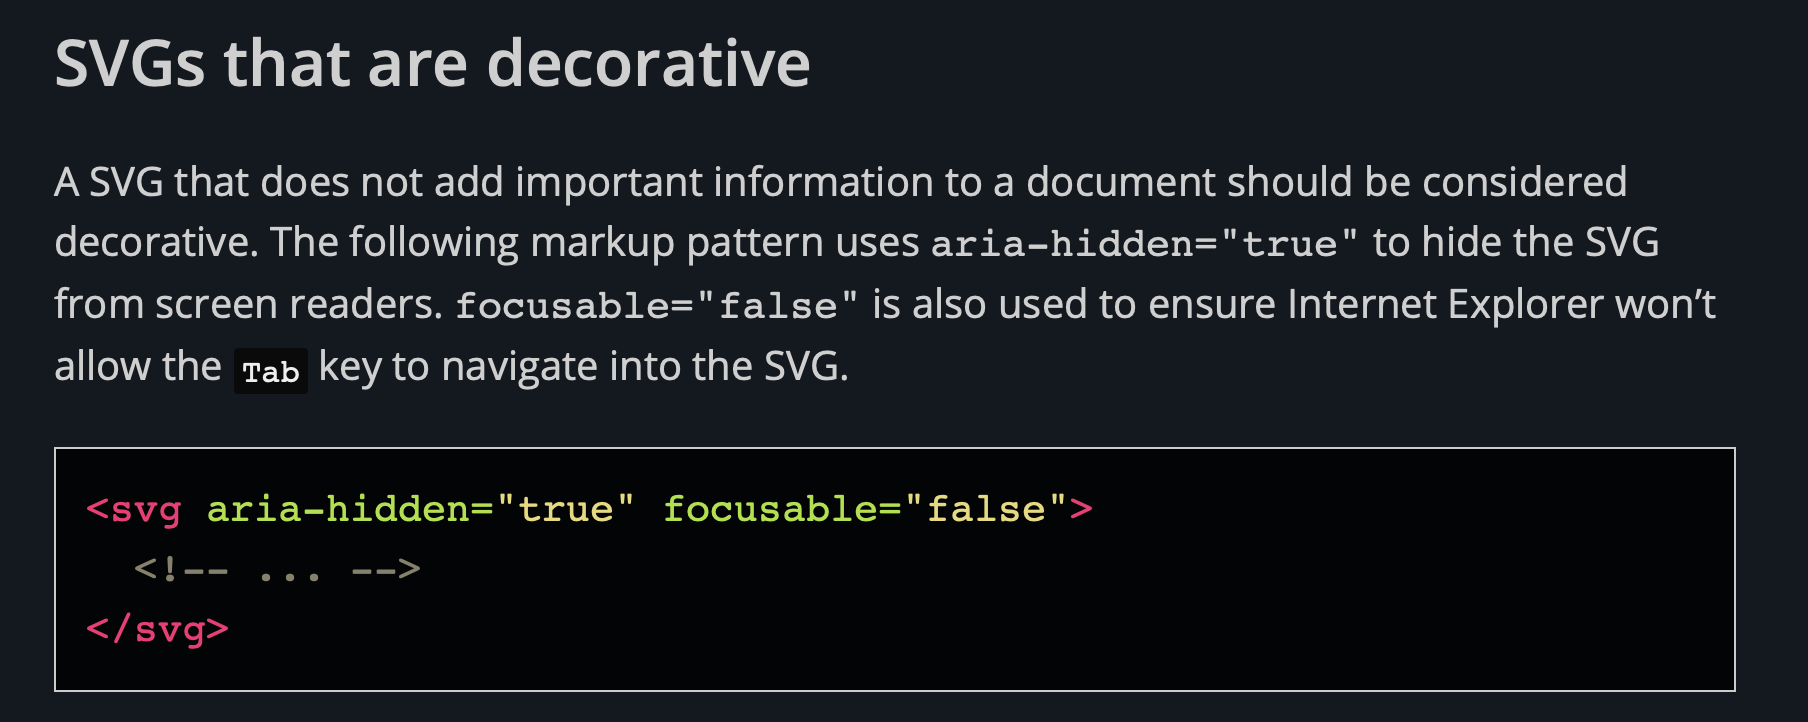 SVGs that are decorative
A SVG that does not add important information to a document should be considered
decorative. The following markup pattern uses aria-hidden="true" to hide the SVG
from screen readers. focusable="false" is also used to ensure Internet Explorer won’t
allow the Tab key to navigate into the SVG.
<svg aria-hidden="true" focusable="false">
  <!-- ... -->
</svg>